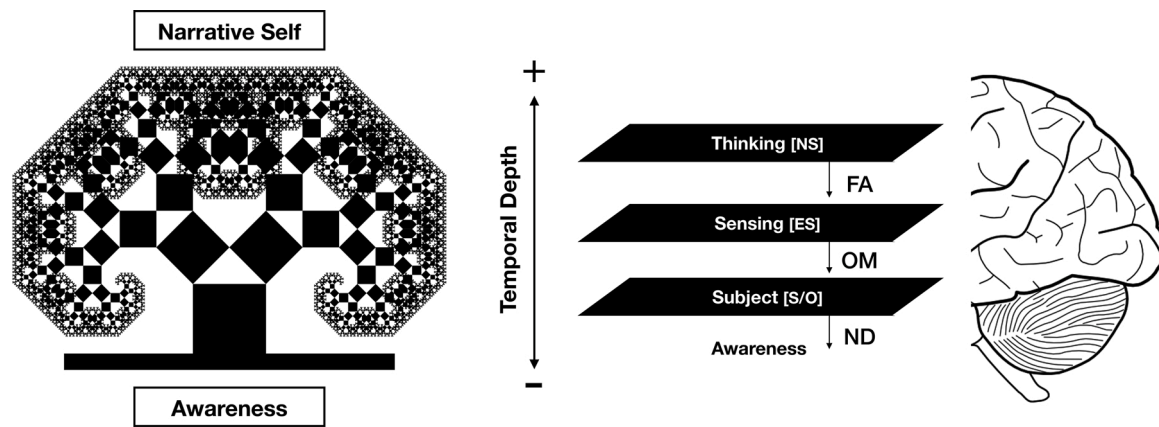 Narrative Self
Awareness
+
Temporal Depth
-
Thinking [NS]
FA
Sensing [ES]
OM
Subject [S/O]
ND
Awareness